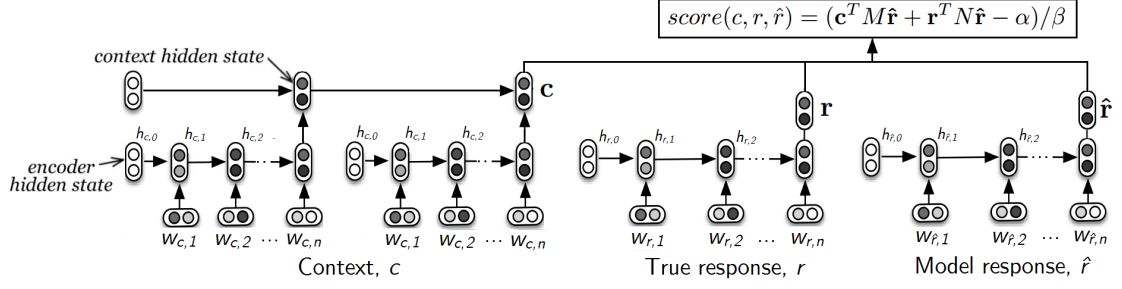 score(c, r, r̂) = (c^T M r̂ + r^T N r̂ − α)/β
context hidden state
c
r
r̂
h_{c,0} h_{c,1} h_{c,2} h_{c,0} h_{c,1} h_{c,2} h_{r,0} h_{r,1} h_{r,2} h_{r̂,0} h_{r̂,1} h_{r̂,2}
encoder
hidden state
w_{c,1} w_{c,2} ... w_{c,n} w_{c,1} w_{c,2} ... w_{c,n} w_{r,1} w_{r,2} ... w_{r,n} w_{r̂,1} w_{r̂,2} ... w_{r̂,n}
Context, c
True response, r
Model response, r̂